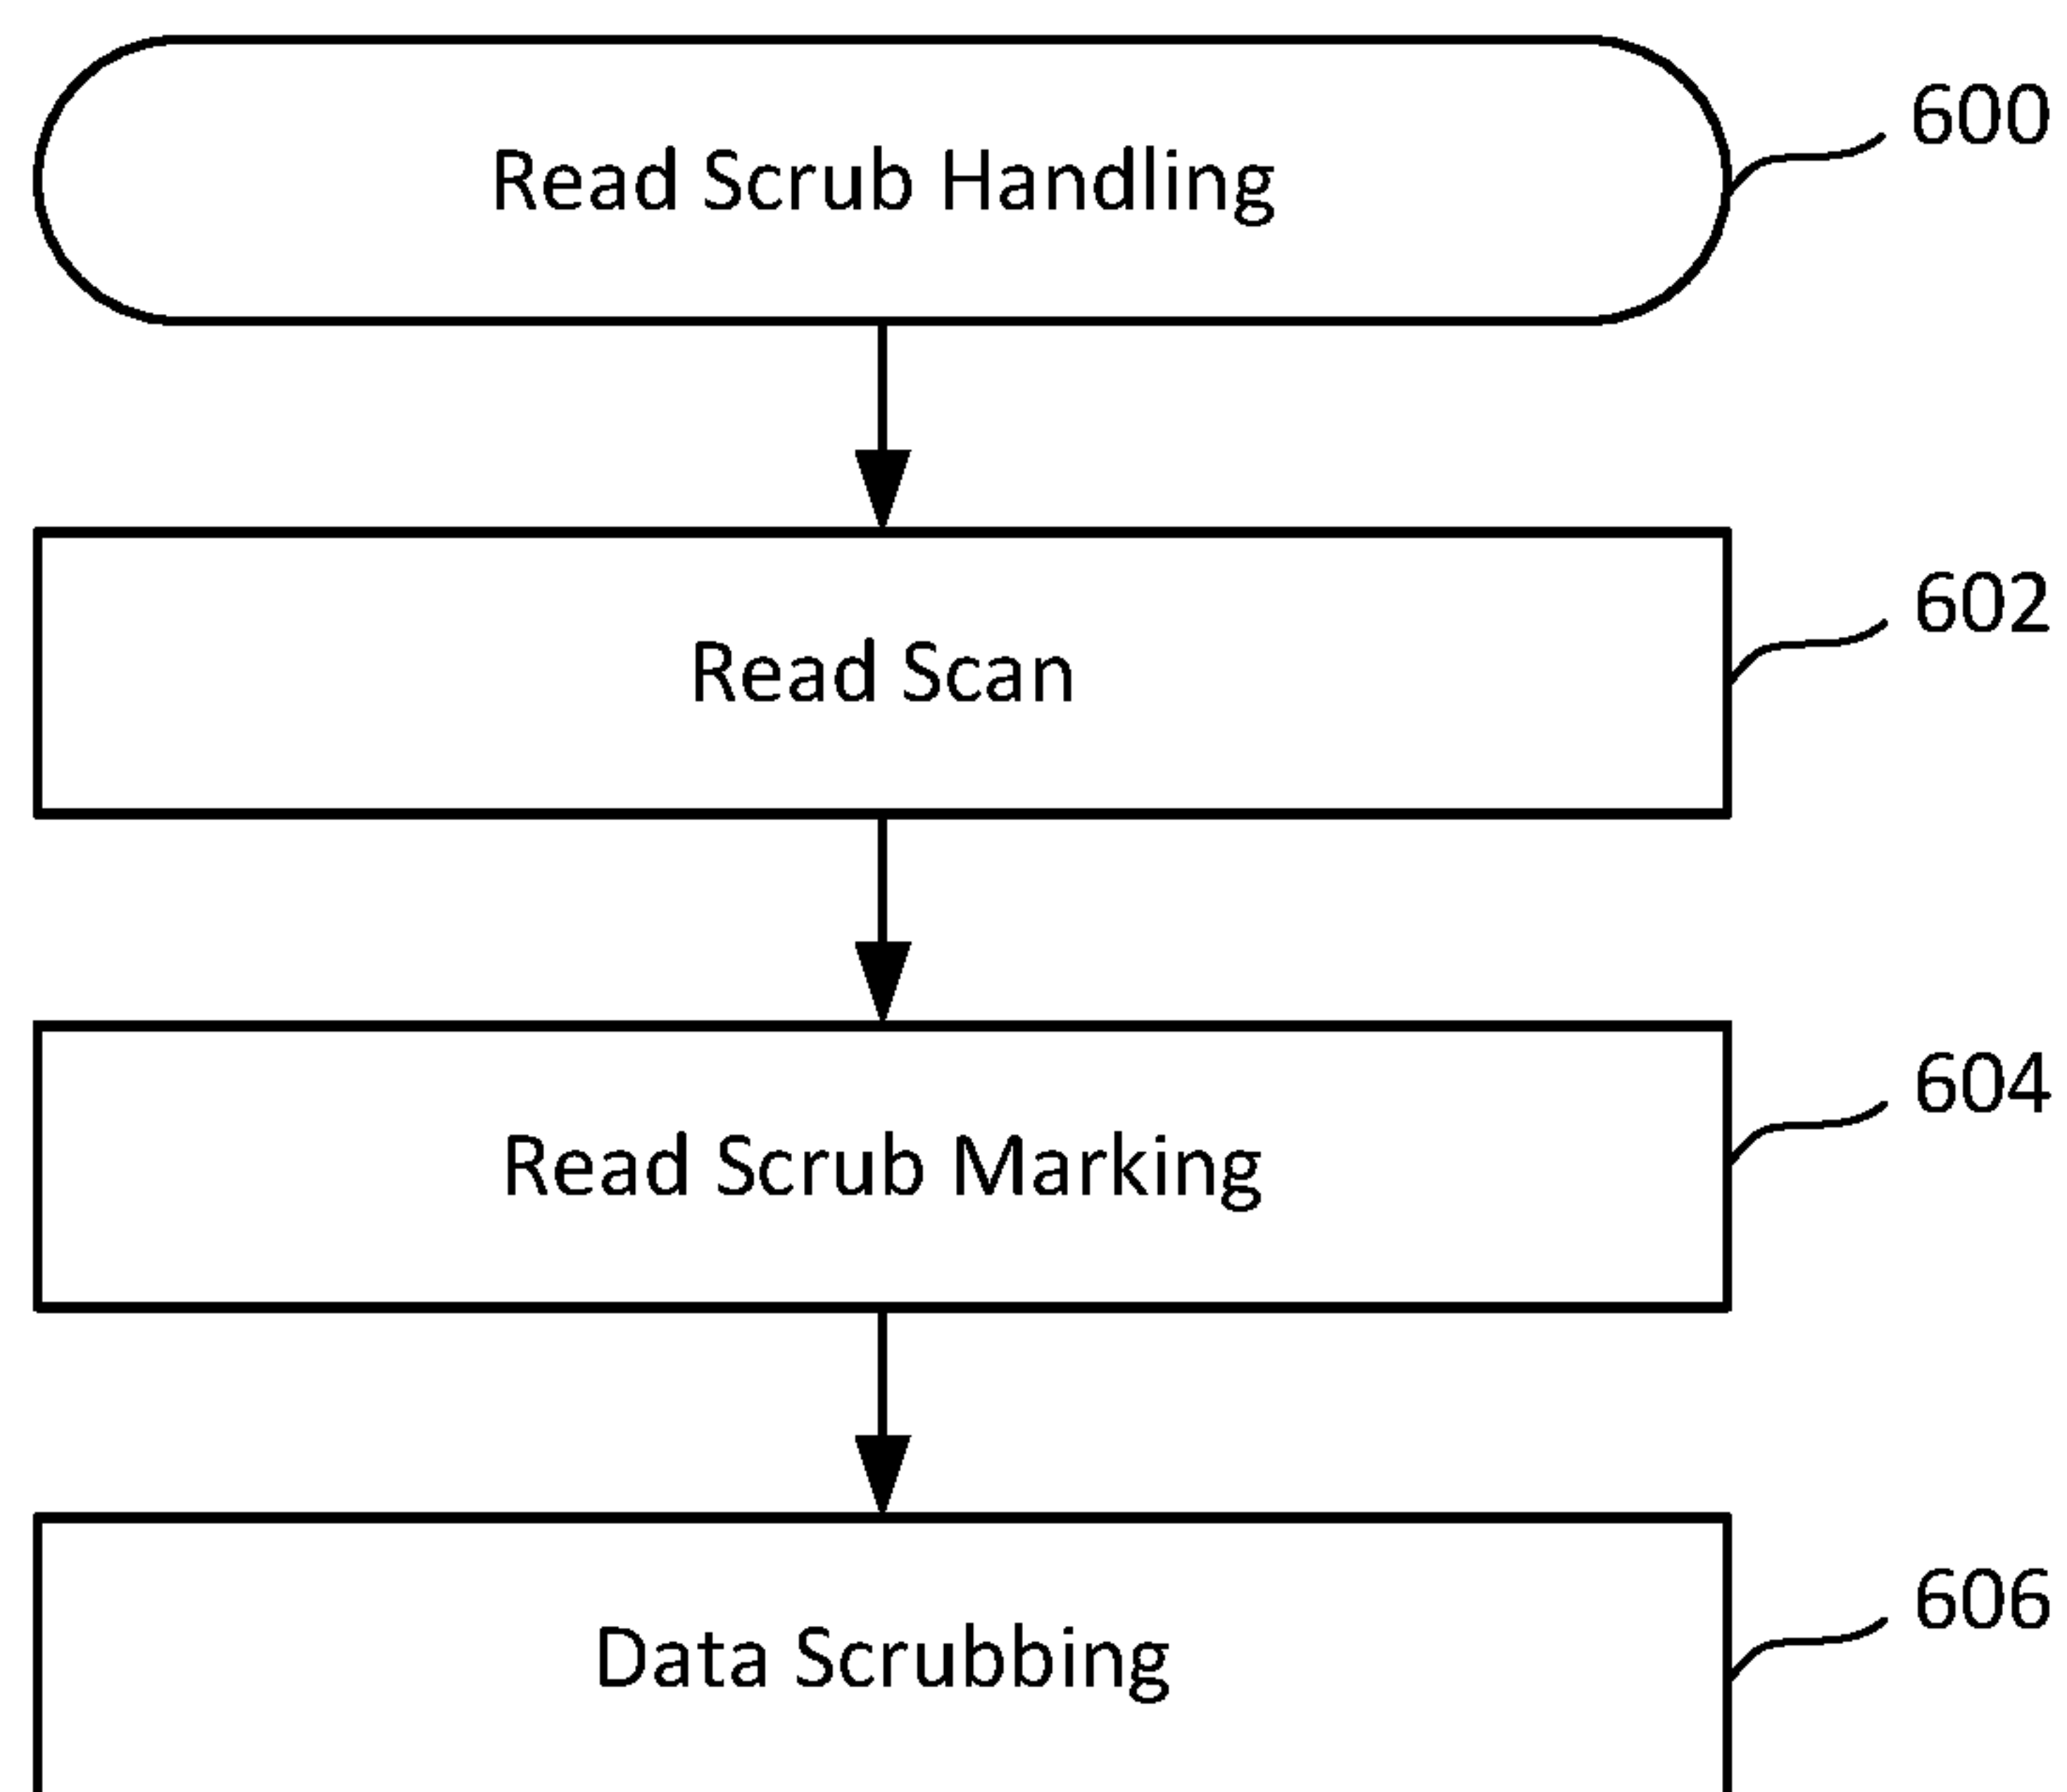 Read Scrub Handling
600
Read Scan
602
Read Scrub Marking
604
Data Scrubbing
606